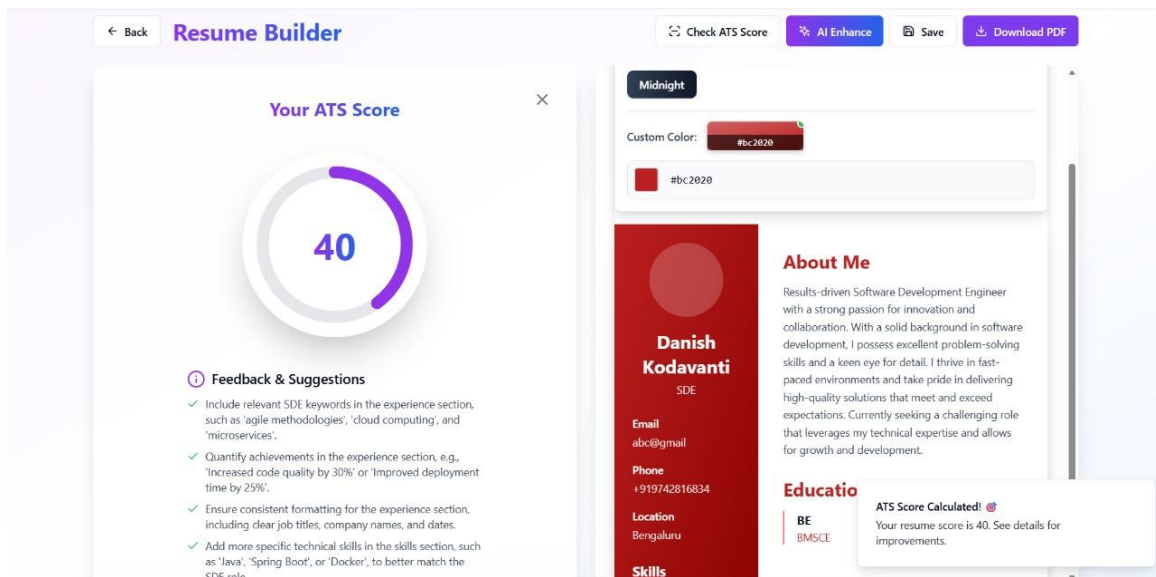 ← Back
Resume Builder
Check ATS Score
AI Enhance
Save
Download PDF
Your ATS Score
40
Feedback & Suggestions
Include relevant SDE keywords in the experience section,
such as 'agile methodologies', 'cloud computing', and
'microservices'.
Quantify achievements in the experience section, e.g.,
'Increased code quality by 30%' or 'Improved deployment
time by 25%'.
Ensure consistent formatting for the experience section,
including clear job titles, company names, and dates.
Add more specific technical skills in the skills section, such
as 'Java', 'Spring Boot', or 'Docker', to better match the
SDE role
Midnight
Custom Color:
#bc2020
#bc2020
Danish
Kodavanti
SDE
Email
abc@gmail
Phone
+919742816834
Location
Bengaluru
Skills
About Me
Results-driven Software Development Engineer
with a strong passion for innovation and
collaboration. With a solid background in software
development, I possess excellent problem-solving
skills and a keen eye for detail. I thrive in fast-
paced environments and take pride in delivering
high-quality solutions that meet and exceed
expectations. Currently seeking a challenging role
that leverages my technical expertise and allows
for growth and development.
Educatio
BE
BMSCE
ATS Score Calculated! 🎯
Your resume score is 40. See details for
improvements.